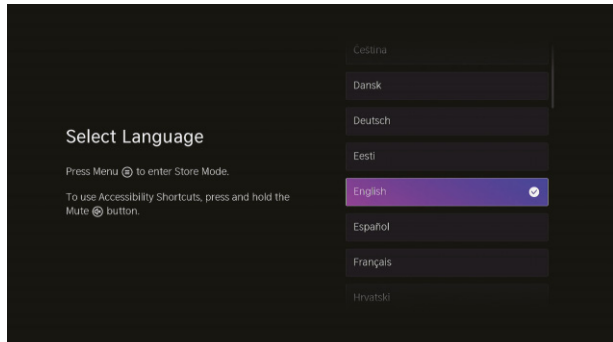 Select Language
Press Menu to enter Store Mode.
To use Accessibility Shortcuts, press and hold the
Mute button.
Čeština
Dansk
Deutsch
Eesti
English
Español
Français
Hrvatski